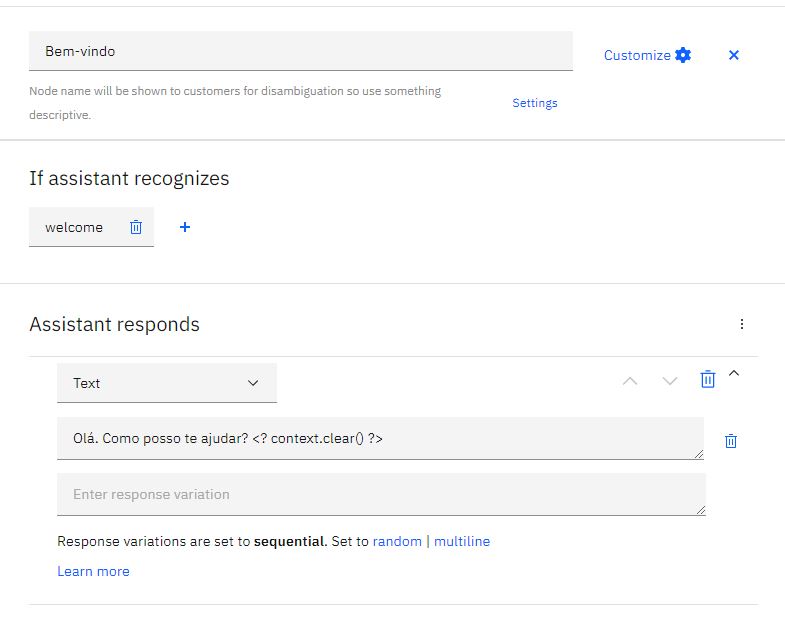 Bem-vindo
Customize
Node name will be shown to customers for disambiguation so use something
descriptive.
Settings
If assistant recognizes
welcome
Assistant responds
Text
Olá. Como posso te ajudar? <? context.clear() ?>
Enter response variation
Response variations are set to sequential. Set to random | multiline
Learn more